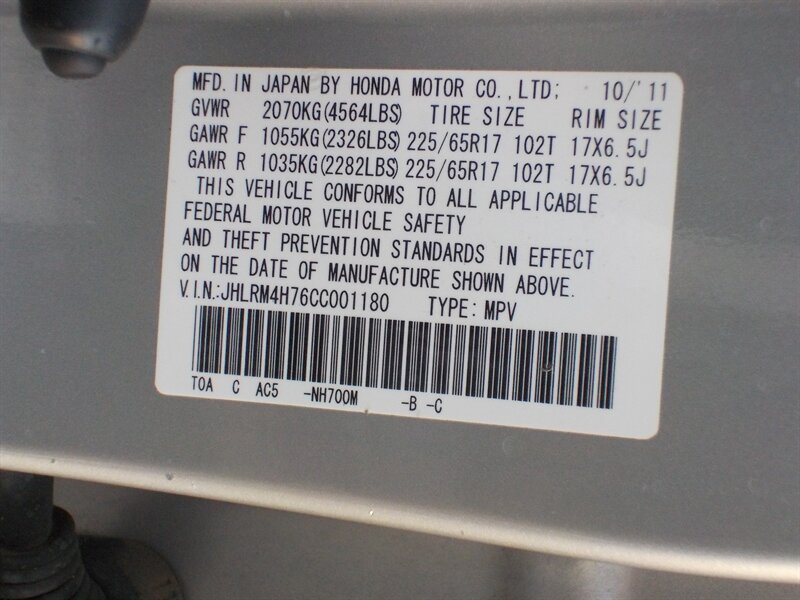 MFD. IN JAPAN BY HONDA MOTOR CO., LTD; 10/'11
GVWR 2070KG(4564LBS) TIRE SIZE RIM SIZE
GAWR F 1055KG(2326LBS) 225/65R17 102T 17X6.5J
GAWR R 1035KG(2282LBS) 225/65R17 102T 17X6.5J
THIS VEHICLE CONFORMS TO ALL APPLICABLE
FEDERAL MOTOR VEHICLE SAFETY
AND THEFT PREVENTION STANDARDS IN EFFECT
ON THE DATE OF MANUFACTURE SHOWN ABOVE.
V.I.N.:JHLRM4H76CC001180 TYPE: MPV
TOA C AC5 -NH700M -B -C